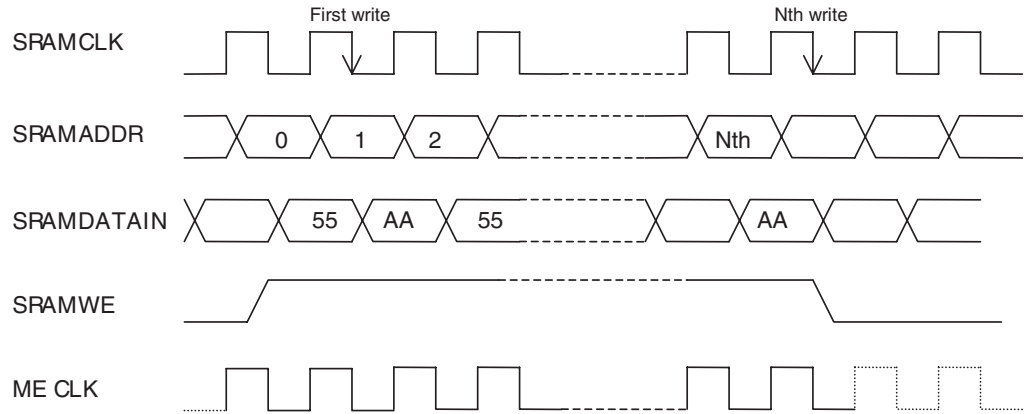 First write Nth write
SRAMCLK
SRAMADDR 0 1 2 Nth
SRAMDATAIN 55 AA 55 AA
SRAMWE
ME CLK